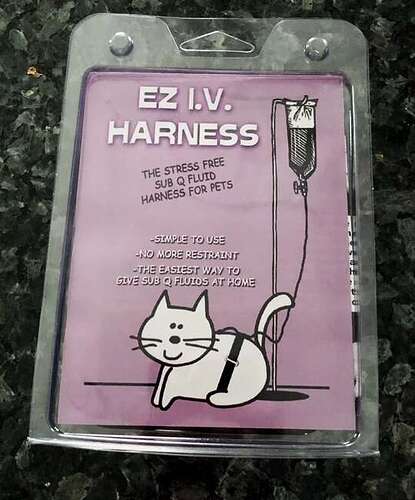 EZ I.V.
HARNESS
THE STRESS FREE
SUB Q FLUID
HARNESS FOR PETS
-SIMPLE TO USE
-NO MORE RESTRAINT
-THE EASIEST WAY TO
GIVE SUB Q FLUIDS AT HOME